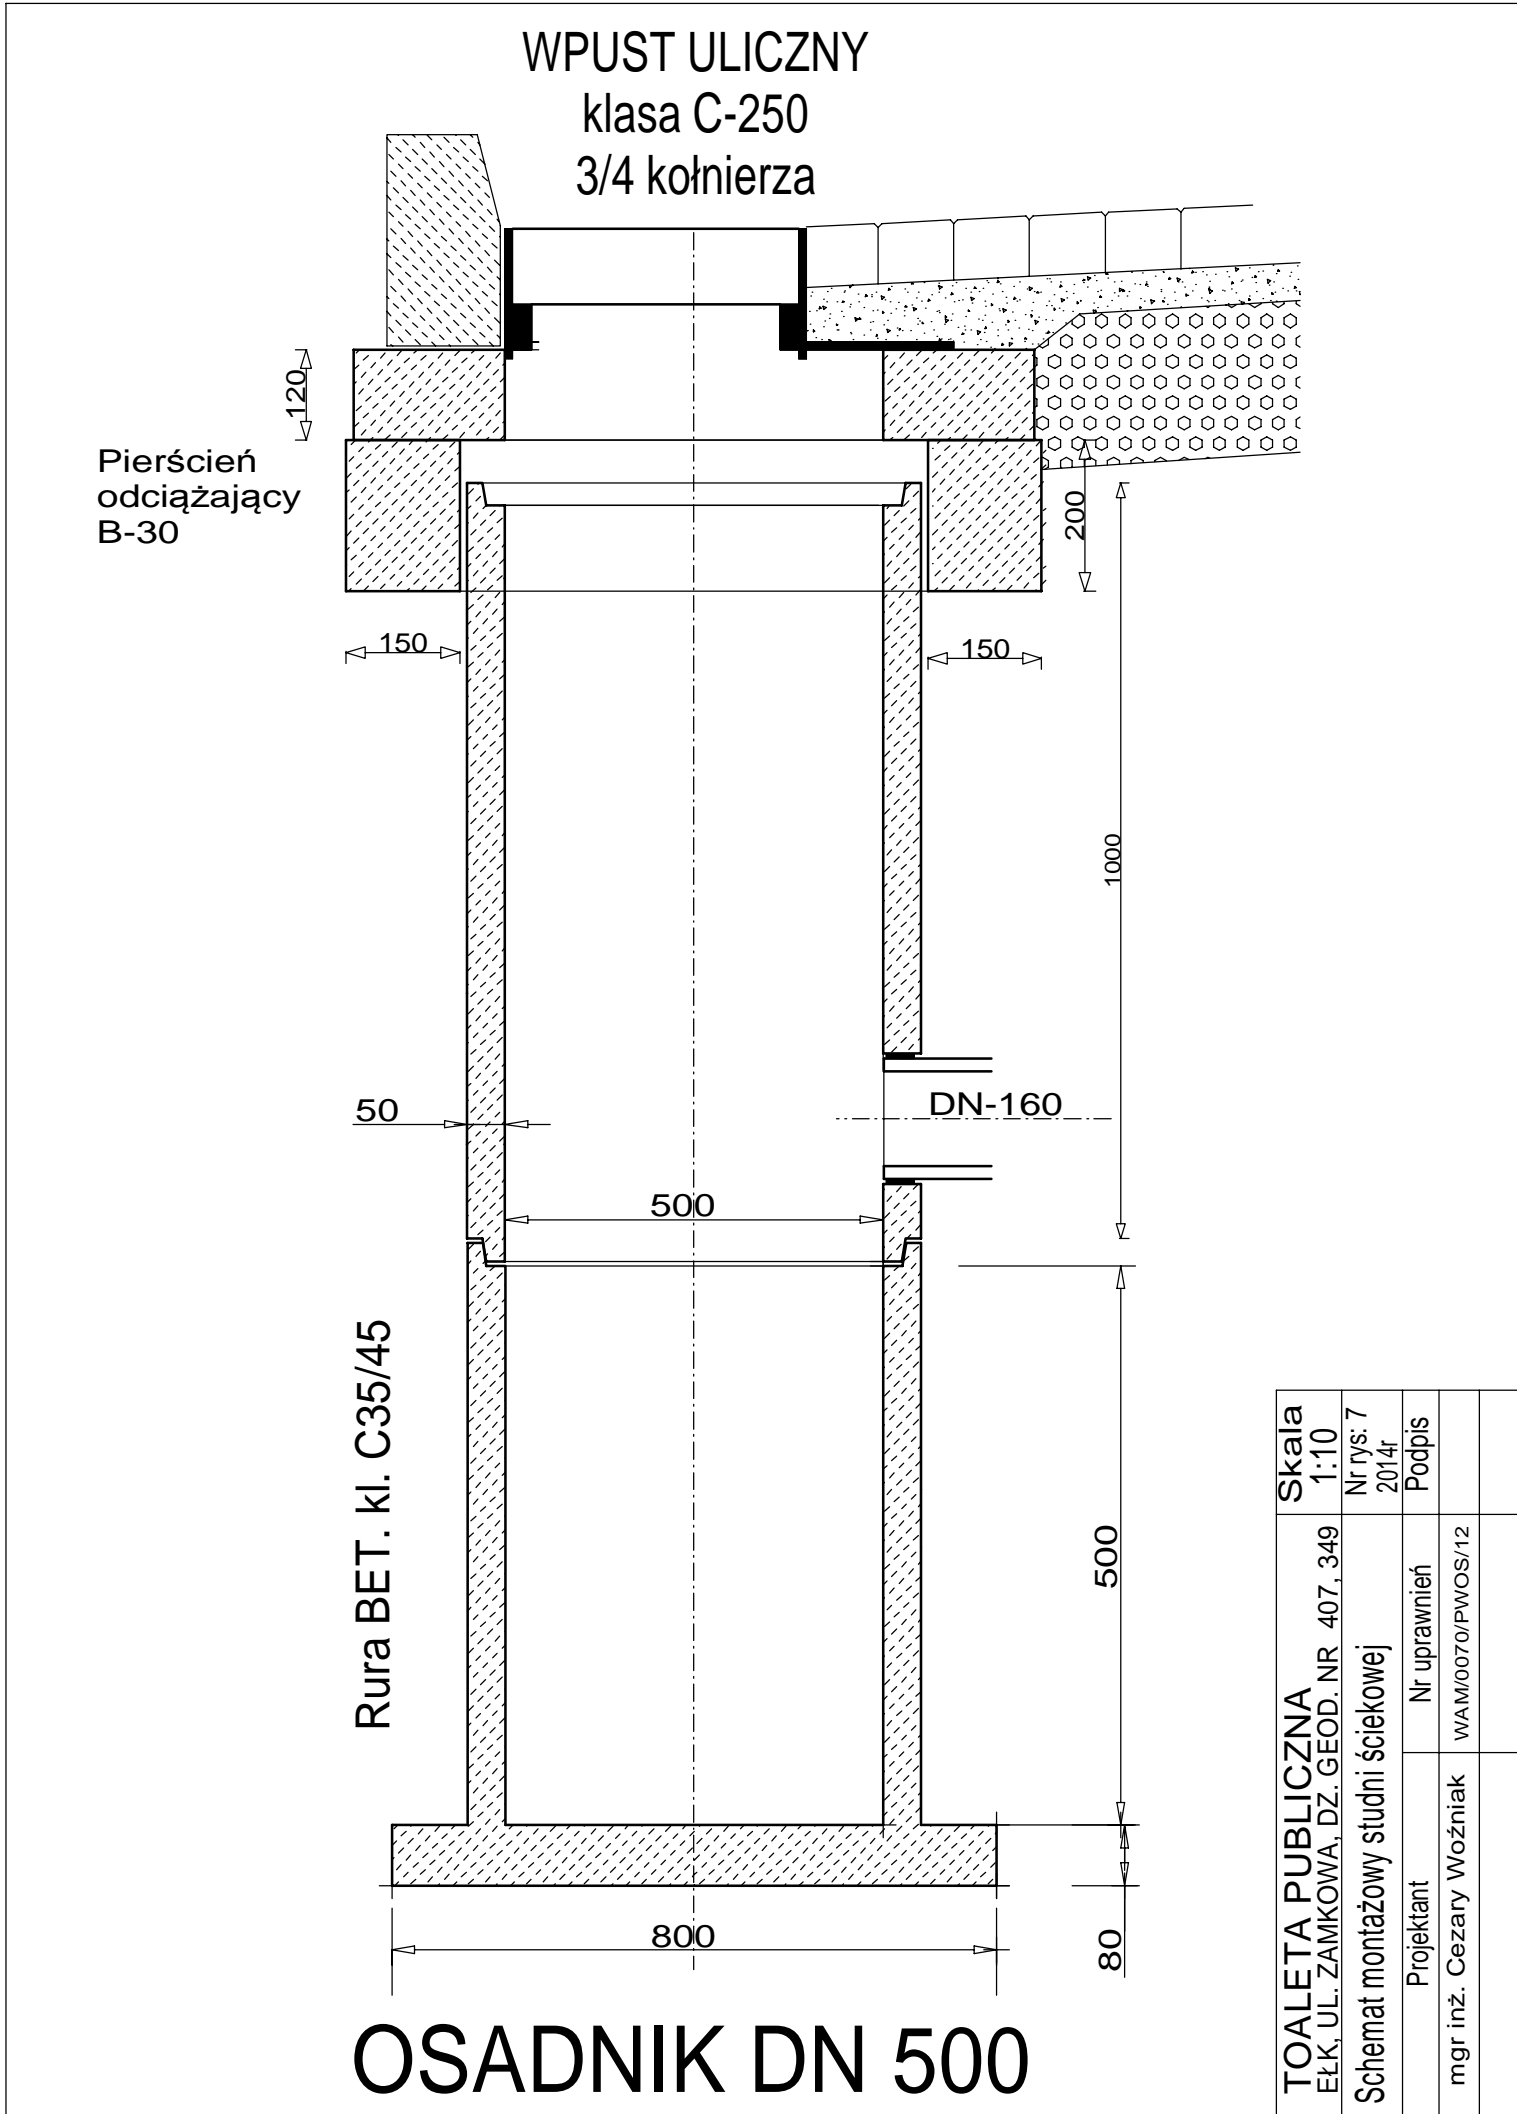 WPUST ULICZNY
klasa C-250
3/4 kołnierza
120
Pierścień
odciążający
B-30
200
150
150
1000
50
DN-160
500
Rura BET. kl. C35/45
500
800
80
OSADNIK DN 500
TOALETA PUBLICZNA
EŁK, UL. ZAMKOWA, DZ. GEOD. NR 407, 349
Skala
1:10
Schemat montażowy studni ściekowej
Nr rys: 7
2014r
Projektant
Nr uprawnień
Podpis
mgr inż. Cezary Woźniak
WAM/0070/PWOS/12